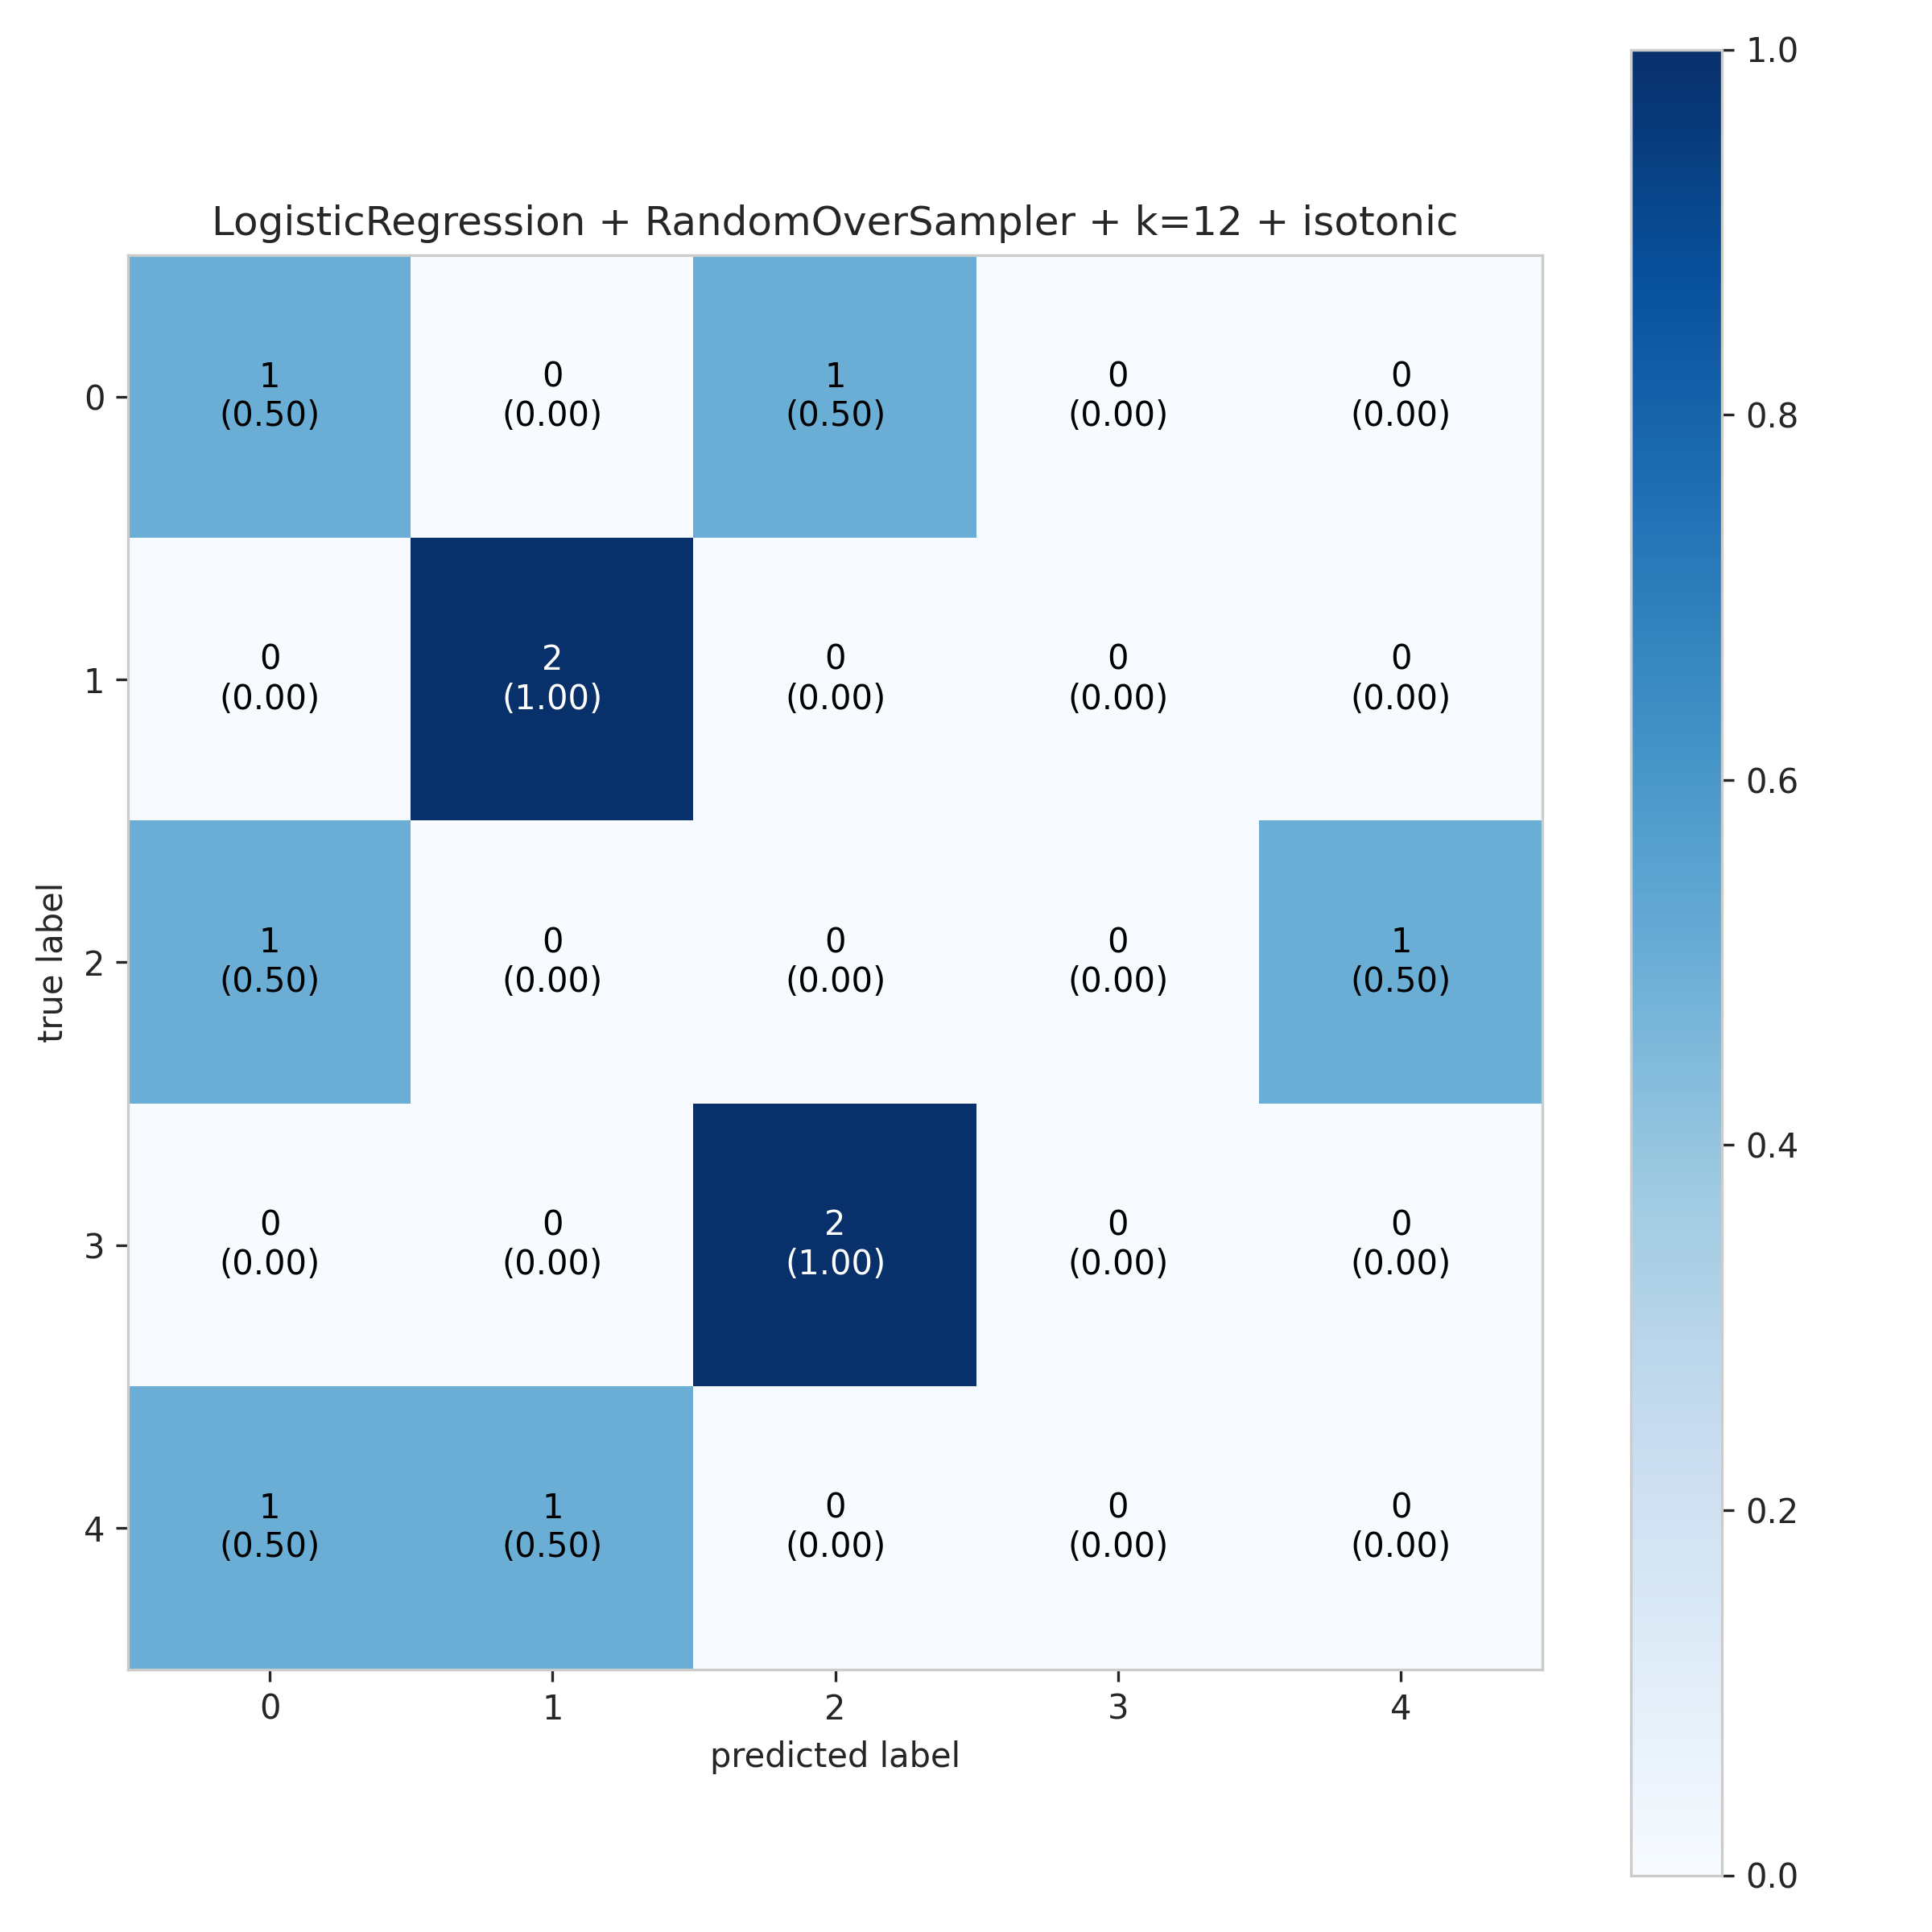 LogisticRegression + RandomOverSampler + k=12 + isotonic
1 0 1 0 0
(0.50) (0.00) (0.50) (0.00) (0.00)
0
0 2 0 0 0
(0.00) (1.00) (0.00) (0.00) (0.00)
1
1 0 0 0 1
(0.50) (0.00) (0.00) (0.00) (0.50)
2
0 0 2 0 0
(0.00) (0.00) (1.00) (0.00) (0.00)
3
1 1 0 0 0
(0.50) (0.50) (0.00) (0.00) (0.00)
4
true label
0 1 2 3 4
predicted label
1.0
0.8
0.6
0.4
0.2
0.0